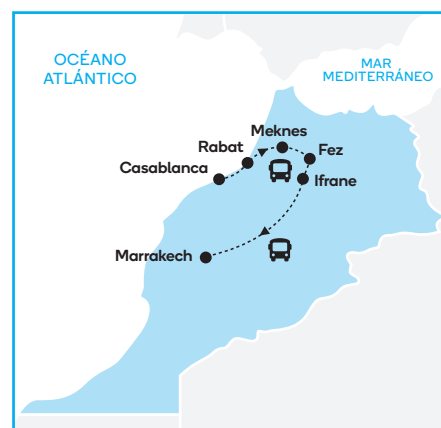 OCÉANO
ATLÁNTICO
MAR
MEDITERRÁNEO
Meknes
Rabat
Fez
Casablanca
Ifrane
Marrakech